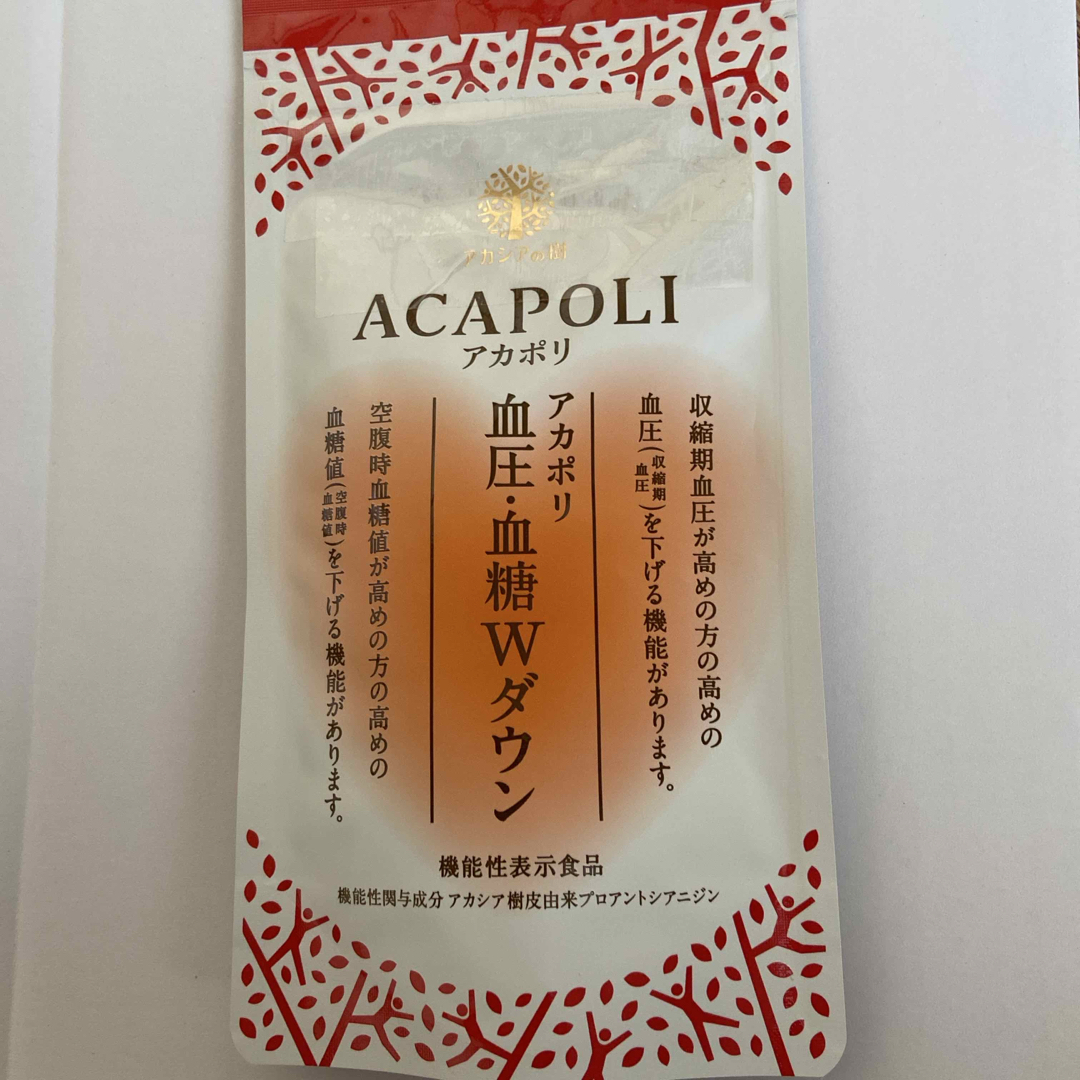 アカシアの樹
ACAPOLI
アカポリ
収縮期血圧が高めの方の高めの
血圧(収縮期血圧)を下げる機能があります。
アカポリ
血圧・血糖Wダウン
空腹時血糖値が高めの方の高めの
血糖値(空腹時血糖値)を下げる機能があります。
機能性表示食品
機能性関与成分 アカシア樹皮由来プロアントシアニジン